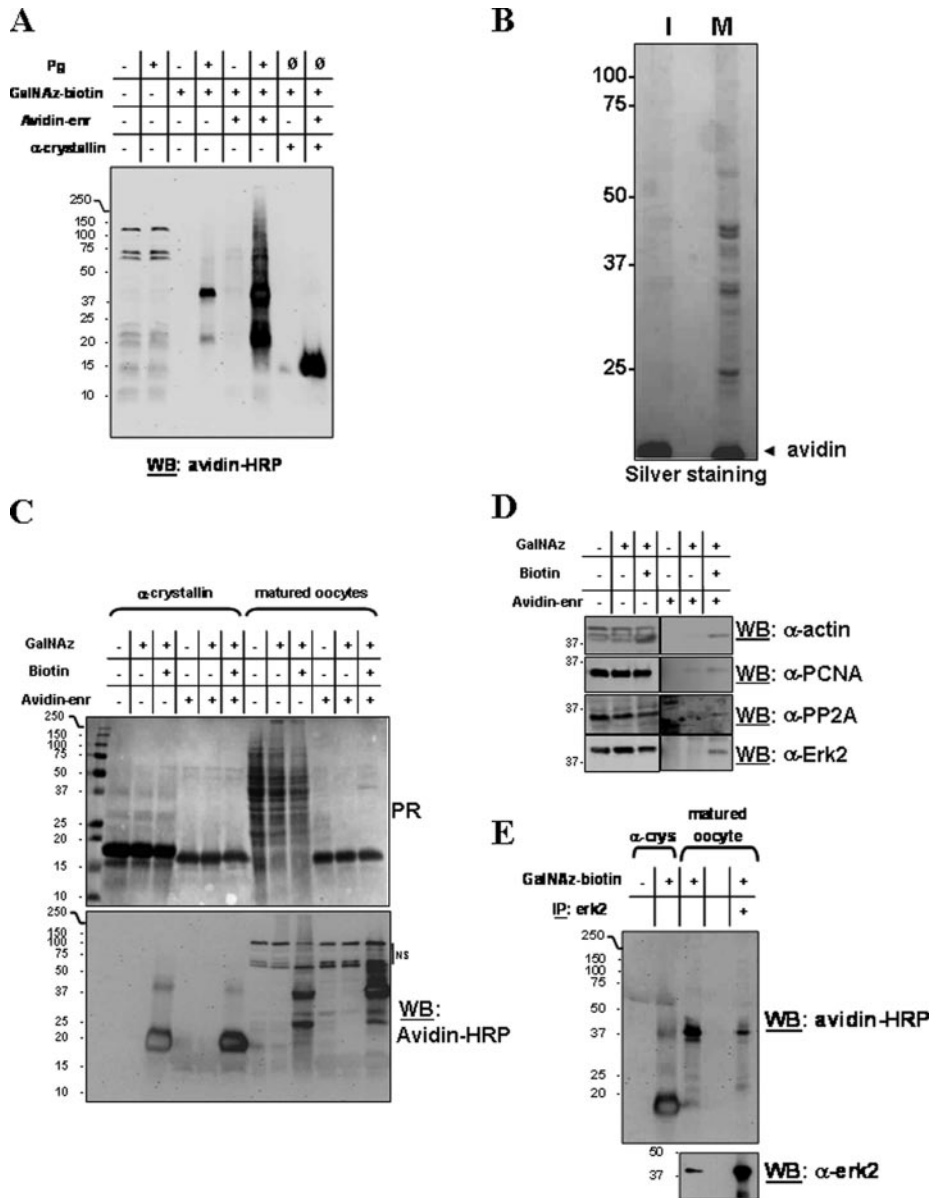 A
Pg - + - + - + Ø Ø
GalNAz-biotin - - + + + + + +
Avidin-enr - - - - + + - +
α-crystallin - - - - - - + +
250
150
100
75
50
37
25
20
15
10
WB: avidin-HRP
B
I M
100
75
50
37
25
avidin
Silver staining
C
α-crystallin matured oocytes
GalNAz - + + - + + - + + - + +
Biotin - - + - - + - - + - - +
Avidin-enr - - - + + + - - - + + +
250
150
100
75
50
37
25
20
15
10
PR
250
150
100
75
50
37
25
20
15
10
NS
WB:
Avidin-HRP
D
GalNAz - + + - + +
Biotin - - + - - +
Avidin-enr - - - + + +
37
WB: α-actin
37
WB: α-PCNA
37
WB: α-PP2A
37
WB: α-Erk2
E
α-crys matured
oocyte
GalNAz-biotin - + + +
IP: erk2 +
250
150
100
75
50
37
25
20
WB: avidin-HRP
50
37
WB: α-erk2